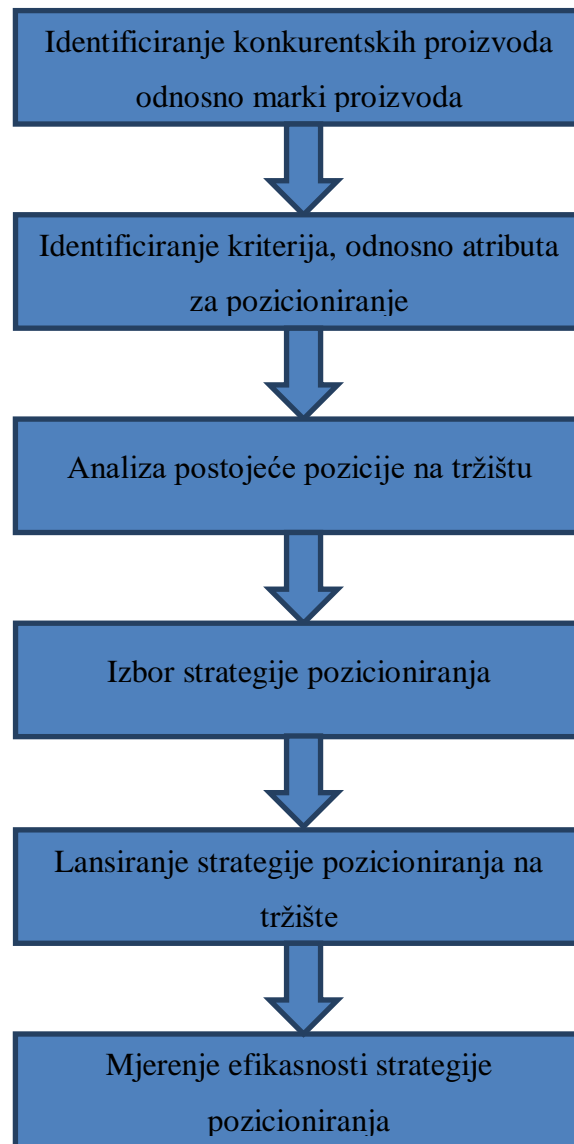 Identificiranje konkurentskih proizvoda
odnosno marki proizvoda
Identificiranje kriterija, odnosno atributa
za pozicioniranje
Analiza postojeće pozicije na tržištu
Izbor strategije pozicioniranja
Lansiranje strategije pozicioniranja na
tržište
Mjerenje efikasnosti strategije
pozicioniranja